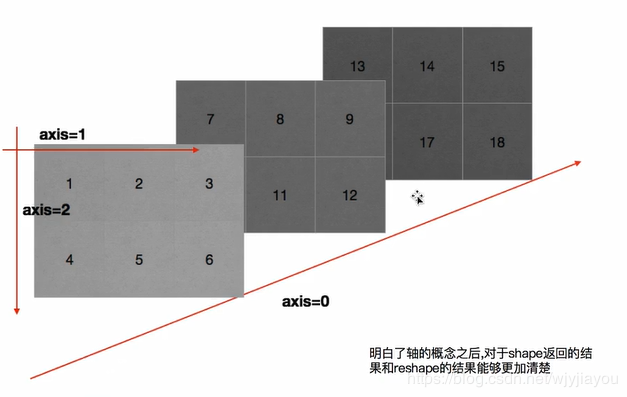 13 14 15
axis=1
7 8 9
1 2 3
17 18
axis=2
11 12
4 5 6
axis=0
明白了轴的概念之后,对于shape返回的结
果和reshape的结果能够更加清楚
https://blog.csdn.net/wjyjiayou